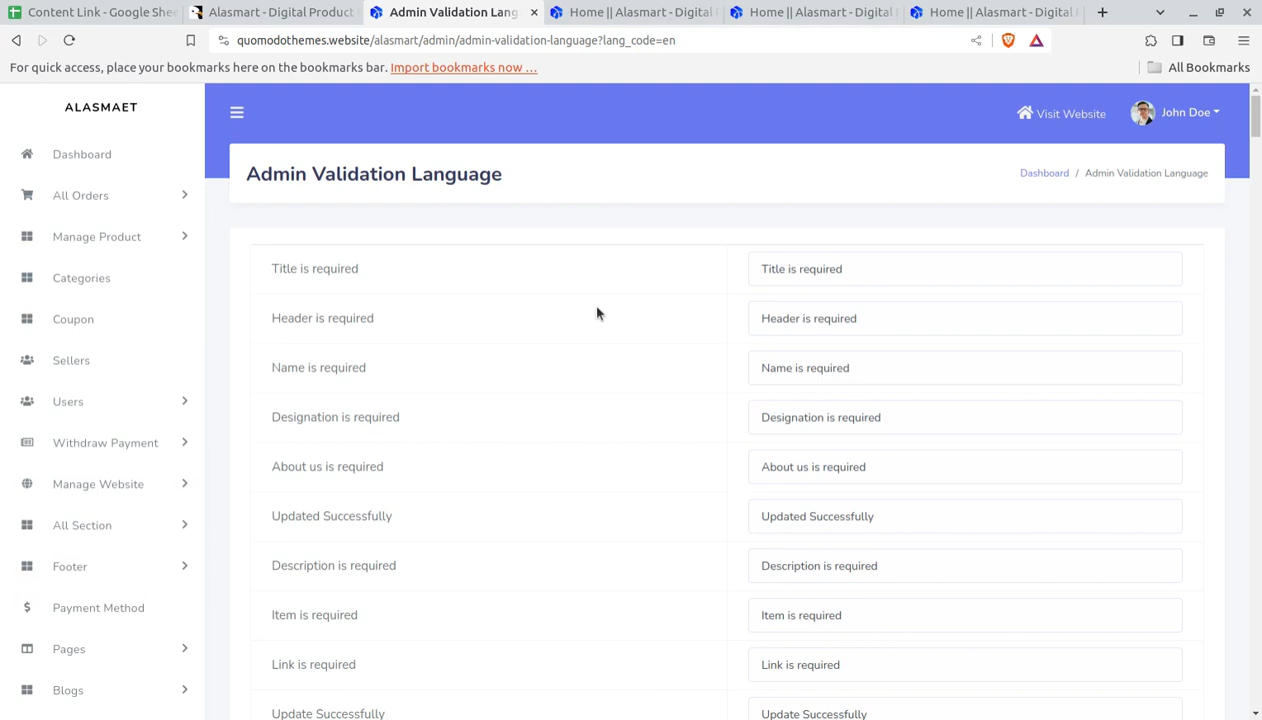 Content Link - Google Shee
Alasmart - Digital Product
Admin Validation Lang
Home || Alasmart - Digital
Home || Alasmart - Digital
Home || Alasmart - Digital
quomodothemes.website/alasmart/admin/admin-validation-language?lang_code=en
For quick access, place your bookmarks here on the bookmarks bar. Import bookmarks now ...
All Bookmarks
ALASMAET
Visit Website
John Doe
Dashboard
All Orders
Manage Product
Categories
Coupon
Sellers
Users
Withdraw Payment
Manage Website
All Section
Footer
Payment Method
Pages
Blogs
Admin Validation Language
Dashboard / Admin Validation Language
Title is required Title is required
Header is required Header is required
Name is required Name is required
Designation is required Designation is required
About us is required About us is required
Updated Successfully Updated Successfully
Description is required Description is required
Item is required Item is required
Link is required Link is required
Update Successfully Update Successfully